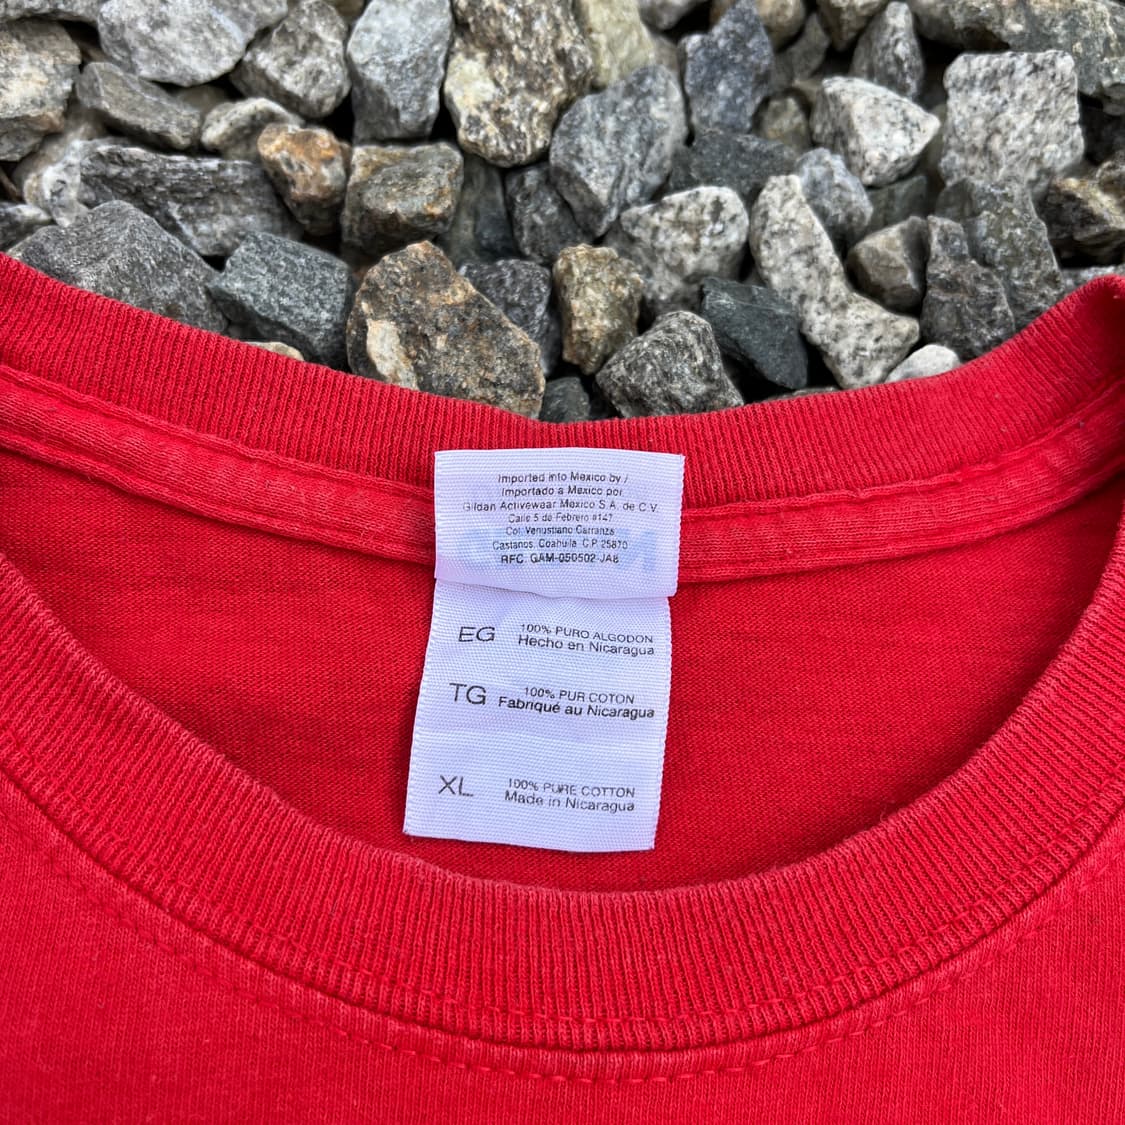 Imported into Mexico by /
Importado a Mexico por
Gildan Activewear Mexico S.A. de C.V.
Calle 5 de Febrero #147
Col. Venustiano Carranza
Castanos, Coahuila C.P. 25870
RFC. GAM-050502-JA8
EG 100% PURO ALGODON
Hecho en Nicaragua
TG 100% PUR COTON
Fabriqué au Nicaragua
XL 100% PURE COTTON
Made in Nicaragua